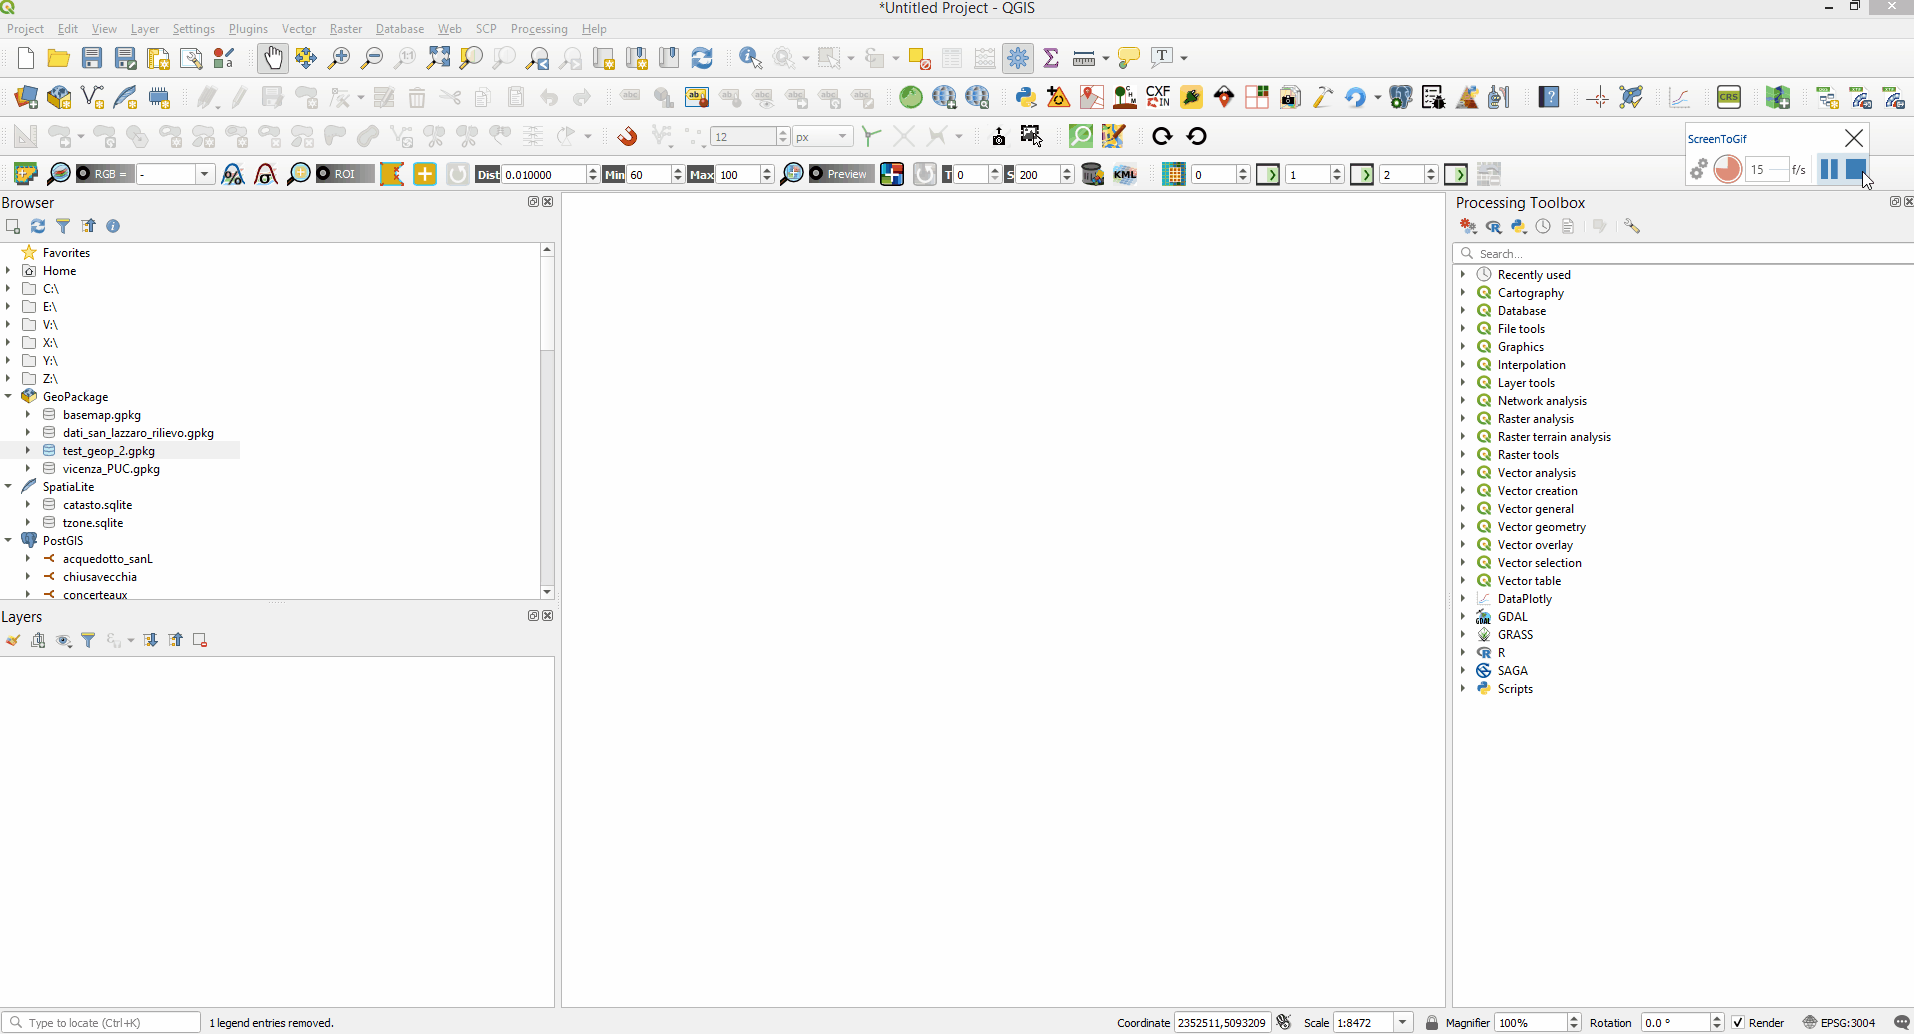 *Untitled Project - QGIS
Project Edit View Layer Settings Plugins Vector Raster Database Web SCP Processing Help
12 px
ScreenToGif
15 f/s
RGB = - ROI Dist 0.010000 Min 60 Max 100 Preview T 0 S 200 KML 0 1 2
CXF IN CRS
Browser
Favorites
Home
C:\
E:\
V:\
X:\
Y:\
Z:\
GeoPackage
basemap.gpkg
dati_san_lazzaro_rilievo.gpkg
test_geop_2.gpkg
vicenza_PUC.gpkg
SpatiaLite
catasto.sqlite
tzone.sqlite
PostGIS
acquedotto_sanL
chiusavecchia
concerteaux
Layers
Processing Toolbox
Search...
Recently used
Cartography
Database
File tools
Graphics
Interpolation
Layer tools
Network analysis
Raster analysis
Raster terrain analysis
Raster tools
Vector analysis
Vector creation
Vector general
Vector geometry
Vector overlay
Vector selection
Vector table
DataPlotly
GDAL
GRASS
R
SAGA
Scripts
Type to locate (Ctrl+K) 1 legend entries removed. Coordinate 2352511,5093209 Scale 1:8472 Magnifier 100% Rotation 0.0 ° Render EPSG:3004